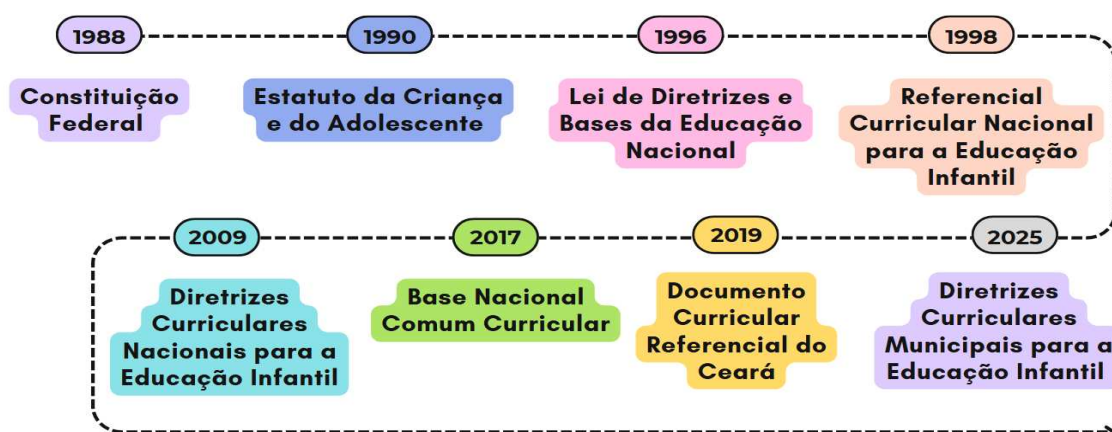 1988
1990
1996
1998
Constituição
Federal
Estatuto da Criança
e do Adolescente
Lei de Diretrizes e
Bases da Educação
Nacional
Referencial
Curricular Nacional
para a Educação
Infantil
2009
2017
2019
2025
Diretrizes
Curriculares
Nacionais para a
Educação Infantil
Base Nacional
Comum Curricular
Documento
Curricular
Referencial do
Ceará
Diretrizes
Curriculares
Municipais para a
Educação Infantil